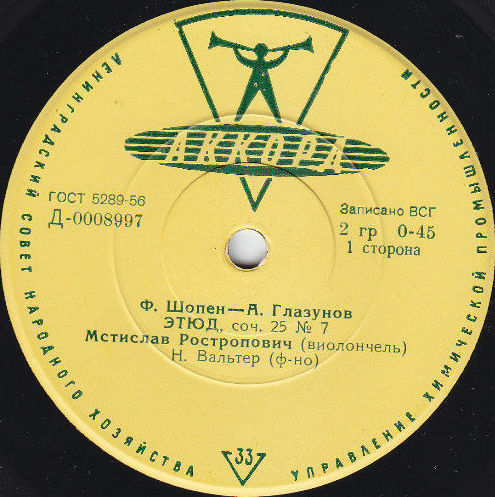 ЛЕНИНГРАДСКИЙ СОВЕТ НАРОДНОГО ХОЗЯЙСТВА
УПРАВЛЕНИЕ ХИМИЧЕСКОЙ ПРОМЫШЛЕННОСТИ
АККОРД
ГОСТ 5289-56
Д-0008997
Записано ВСГ
2 гр 0-45
1 сторона
Ф. Шопен—А. Глазунов
ЭТЮД, соч. 25 № 7
Мстислав Ростропович (виолончель)
Н. Вальтер (ф-но)
33